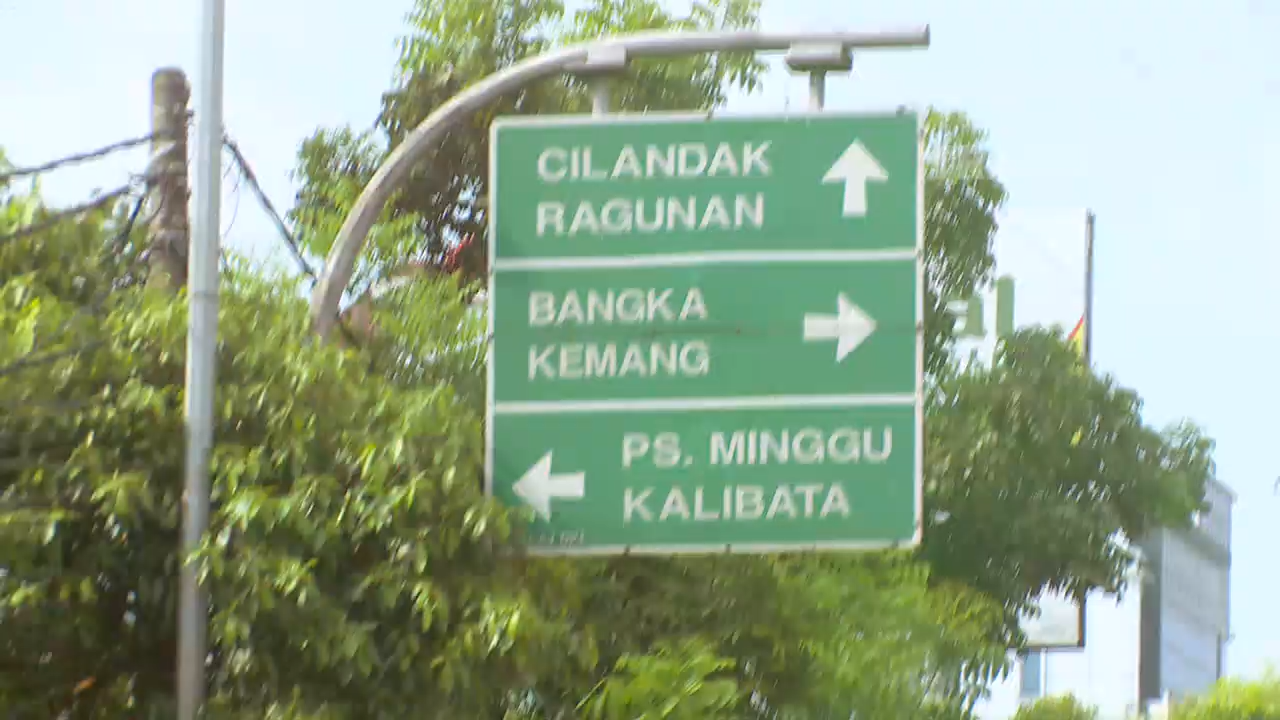 CILANDAK
RAGUNAN
BANGKA
KEMANG
PS. MINGGU
KALIBATA